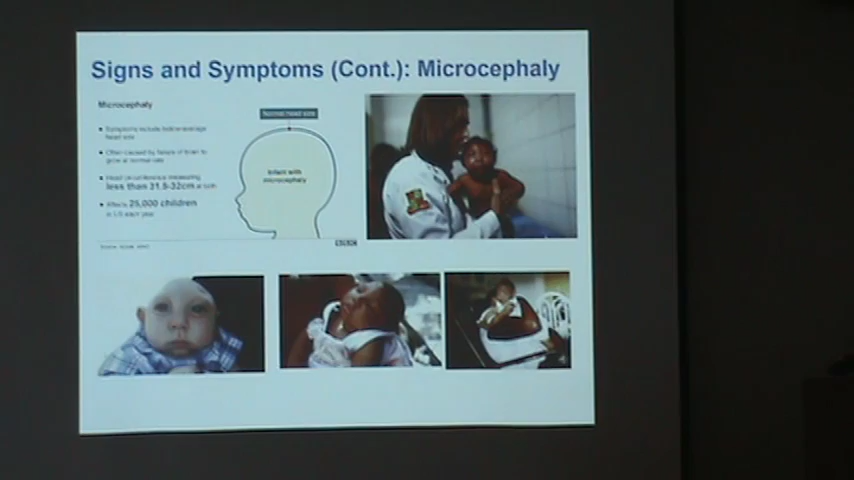 Signs and Symptoms (Cont.): Microcephaly
Microcephaly
Normal head size
Symptoms include below-average
head size
Often caused by failure of brain to
grow at normal rate
Infant with
microcephaly
Head circumference measuring
less than 31.5-32cm at birth
Affects 25,000 children
in US each year
BBC